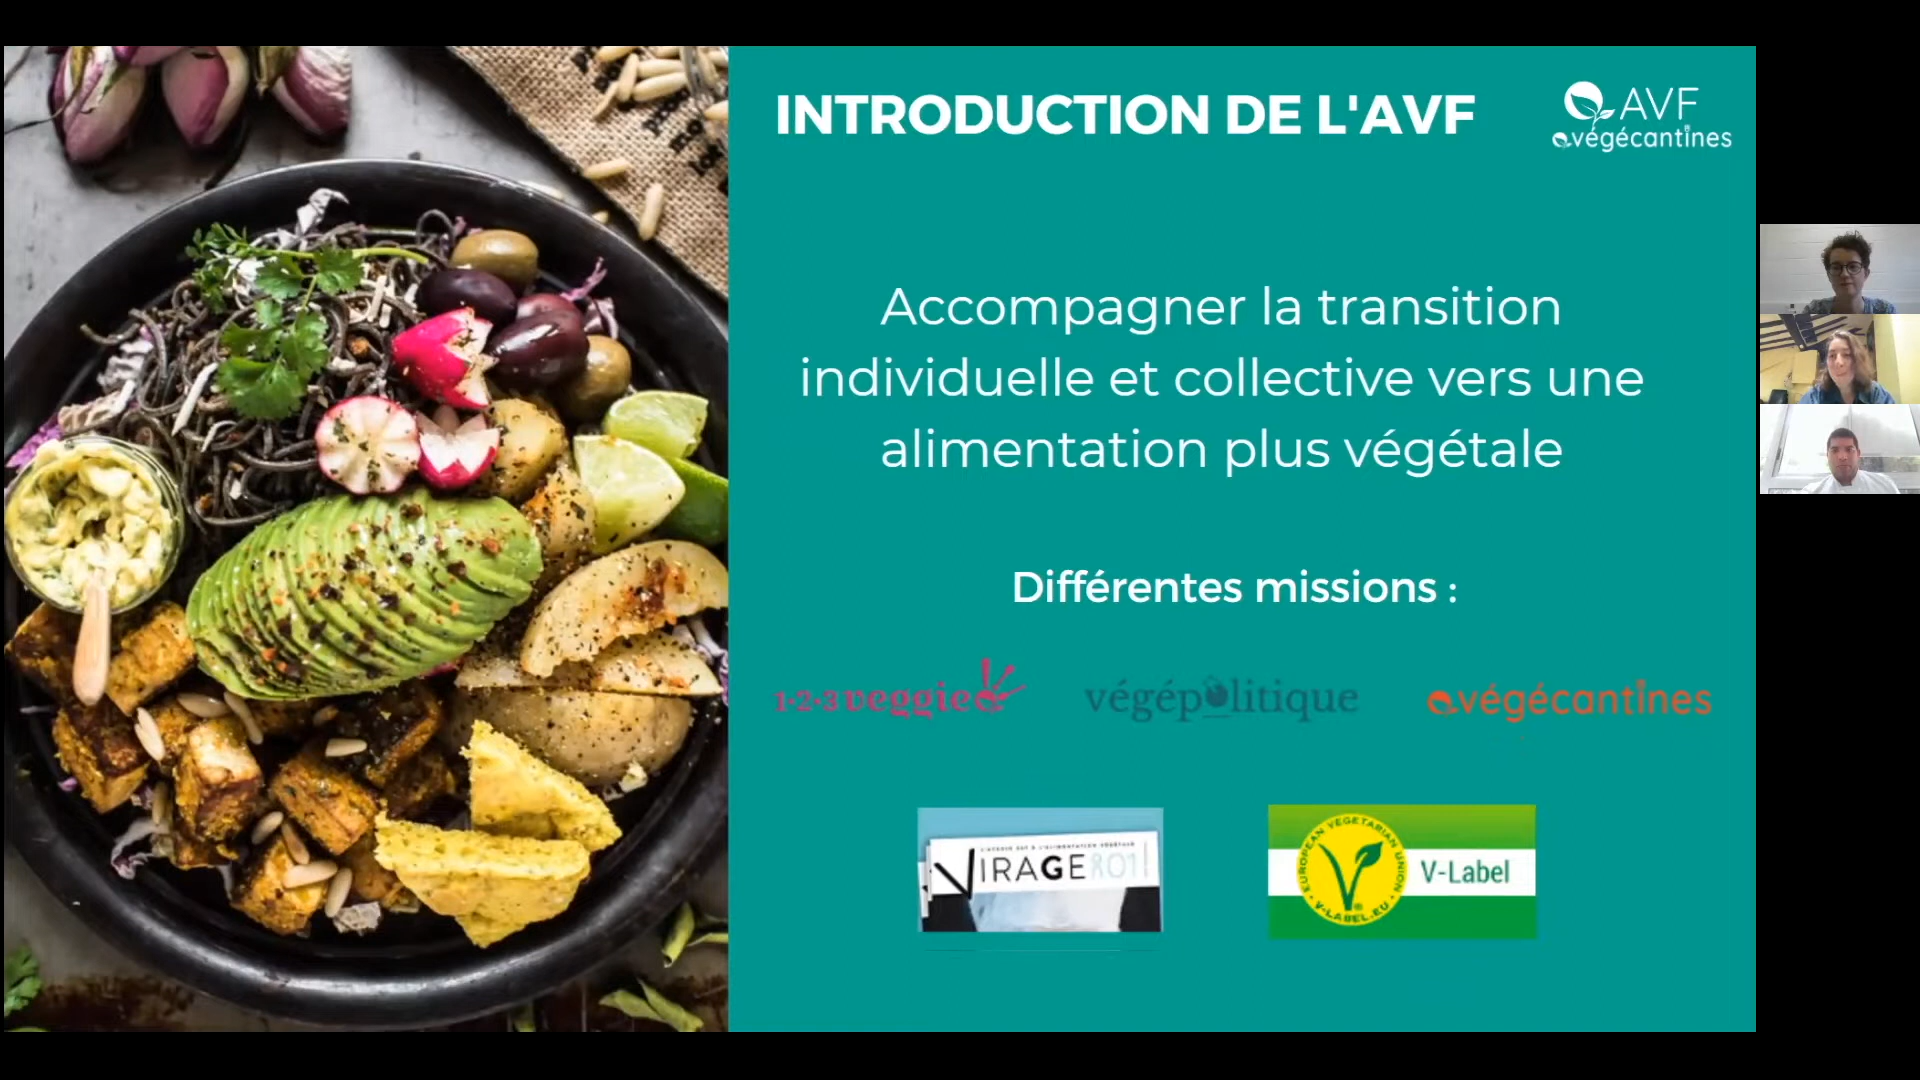 INTRODUCTION DE L'AVF
AVF
végécantines
Accompagner la transition
individuelle et collective vers une
alimentation plus végétale
Différentes missions :
1·2·3 veggie
végépolitique
végécantines
VIRAGE
EUROPEAN VEGETARIAN UNION
· V-LABEL.EU ·
V-Label